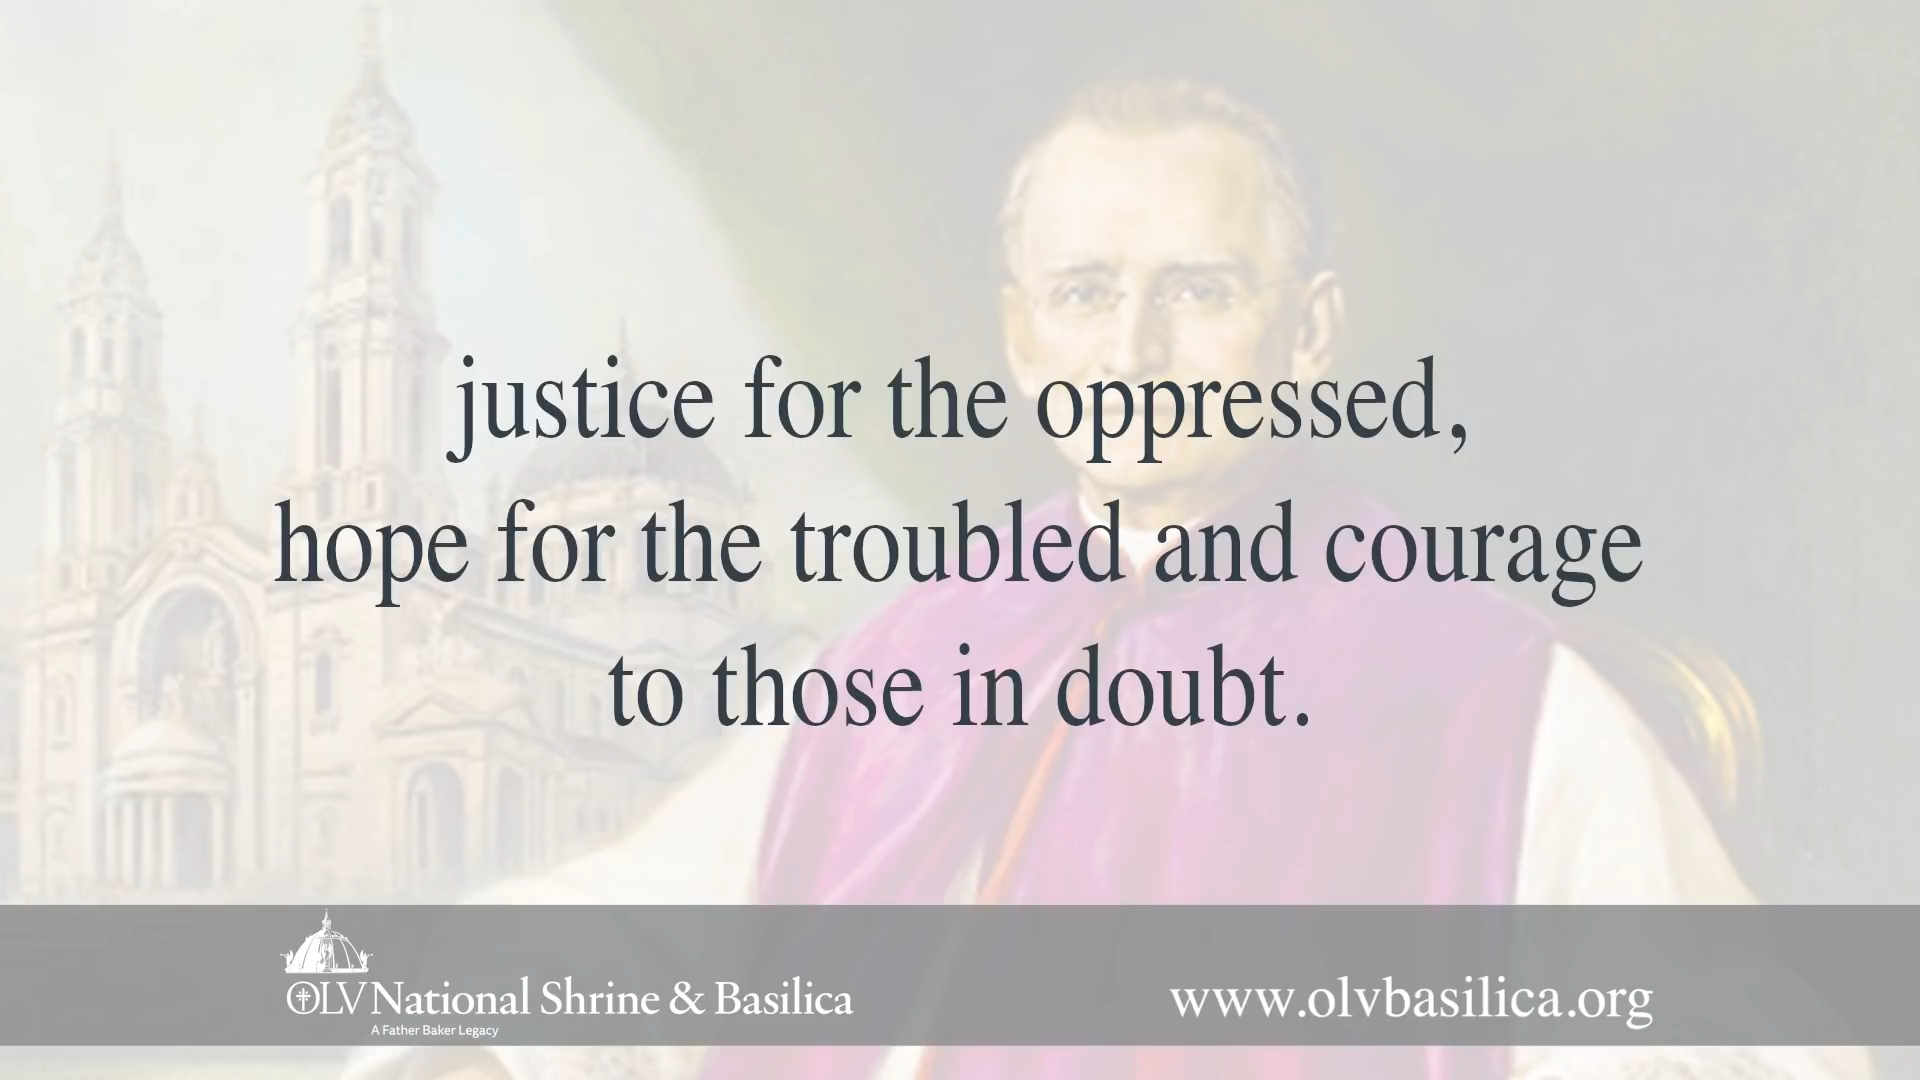 justice for the oppressed,
hope for the troubled and courage
to those in doubt.
OLV National Shrine & Basilica
A Father Baker Legacy
www.olvbasilica.org